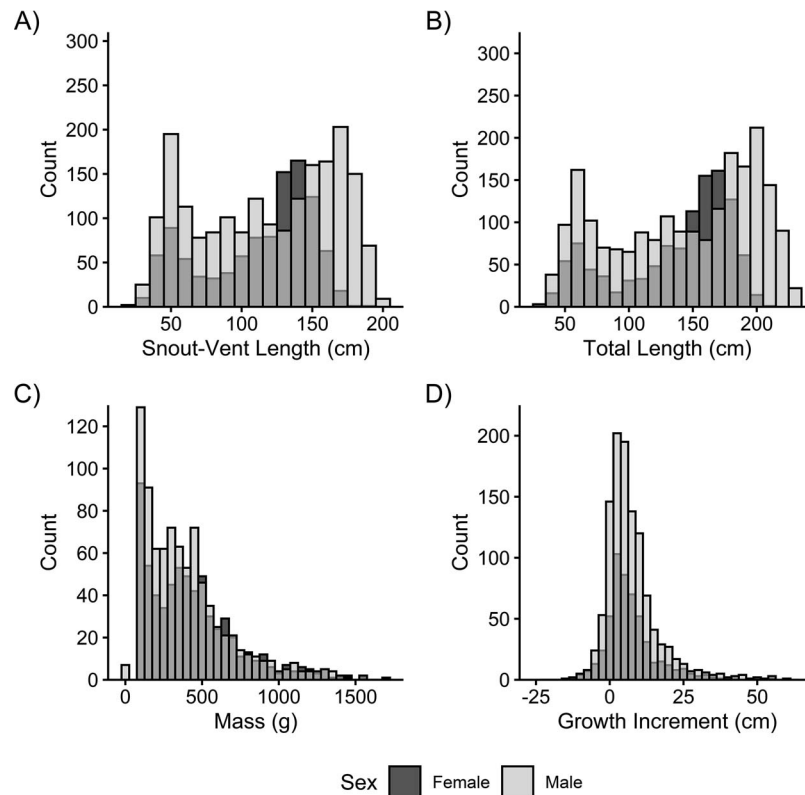 A)
300
250
200
150
100
50
0
Count
50 100 150 200
Snout-Vent Length (cm)
B)
300
250
200
150
100
50
0
Count
50 100 150 200
Total Length (cm)
C)
120
100
80
60
40
20
0
Count
0 500 1000 1500
Mass (g)
D)
200
150
100
50
0
Count
-25 0 25 50
Growth Increment (cm)
Sex Female Male